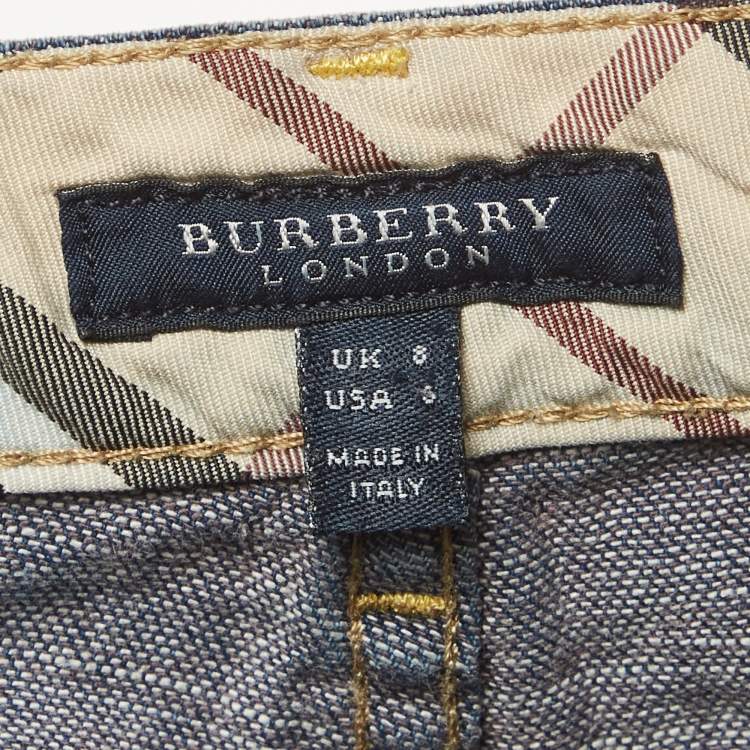 BURBERRY
LONDON
UK 8
USA 6
MADE IN
ITALY